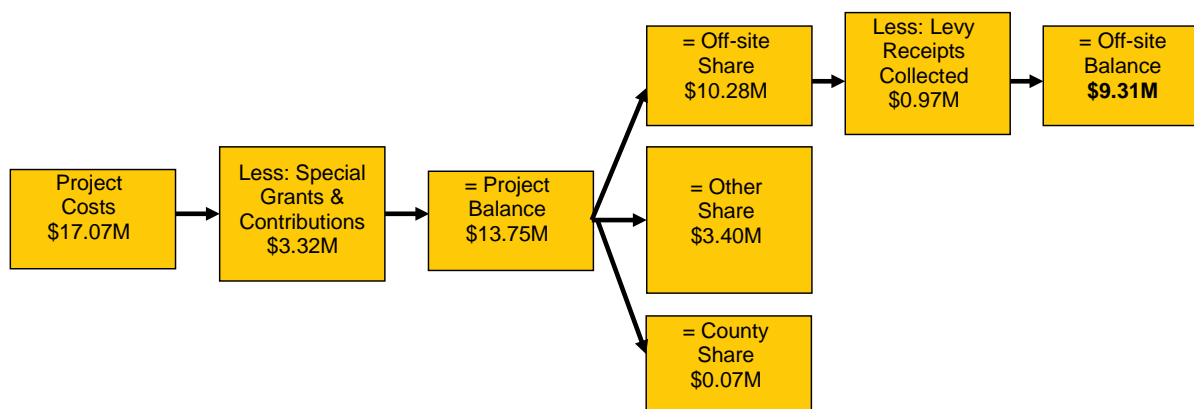 Project
Costs
$17.07M
Less: Special
Grants &
Contributions
$3.32M
= Project
Balance
$13.75M
= Off-site
Share
$10.28M
Less: Levy
Receipts
Collected
$0.97M
= Off-site
Balance
$9.31M
= Other
Share
$3.40M
= County
Share
$0.07M